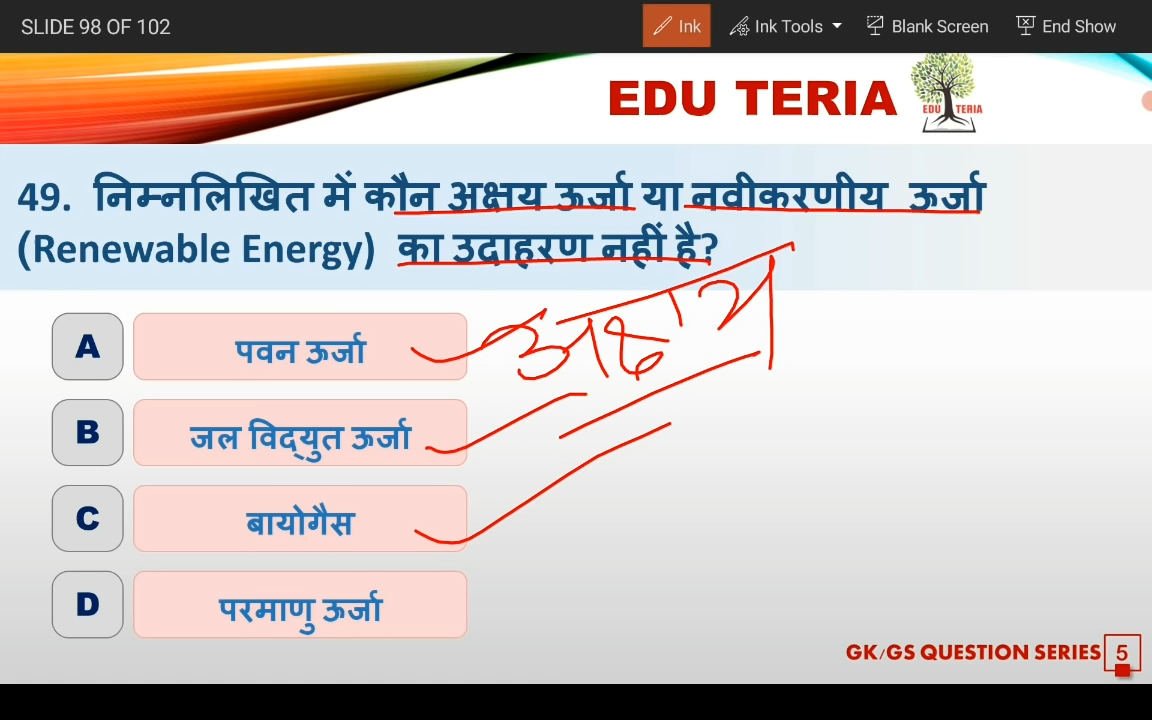 SLIDE 98 OF 102
Ink
Ink Tools
Blank Screen
End Show
EDU TERIA
EDU TERIA
49. निम्नलिखित में कौन अक्षय ऊर्जा या नवीकरणीय ऊर्जा
(Renewable Energy) का उदाहरण नहीं है?
A पवन ऊर्जा
B जल विद्युत ऊर्जा
C बायोगैस
D परमाणु ऊर्जा
GK/GS QUESTION SERIES 5